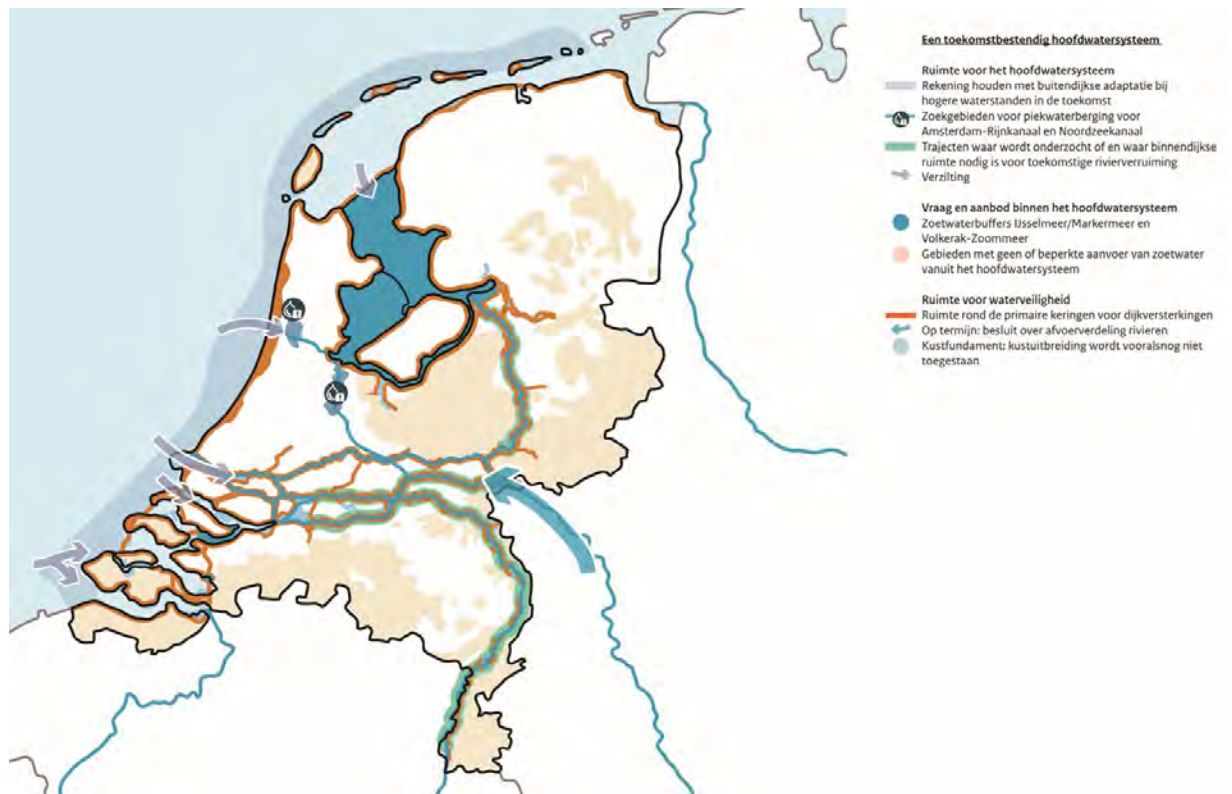 Een toekomstbestendig hoofdwatersysteem
Ruimte voor het hoofdwatersysteem
Rekening houden met buitendijkse adaptatie bij
hogere waterstanden in de toekomst
Zoekgebieden voor piekwaterberging voor
Amsterdam-Rijnkanaal en Noordzeekanaal
Trajecten waar wordt onderzocht of en waar binnendijkse
ruimte nodig is voor toekomstige rivierverruiming
Verzilting
Vraag en aanbod binnen het hoofdwatersysteem
Zoetwaterbuffers IJsselmeer/Markermeer en
Volkerak-Zoommeer
Gebieden met geen of beperkte aanvoer van zoetwater
vanuit het hoofdwatersysteem
Ruimte voor waterveiligheid
Ruimte rond de primaire keringen voor dijkversterkingen
Op termijn: besluit over afvoerverdeling rivieren
Kustfundament: kustuitbreiding wordt vooralsnog niet
toegestaan